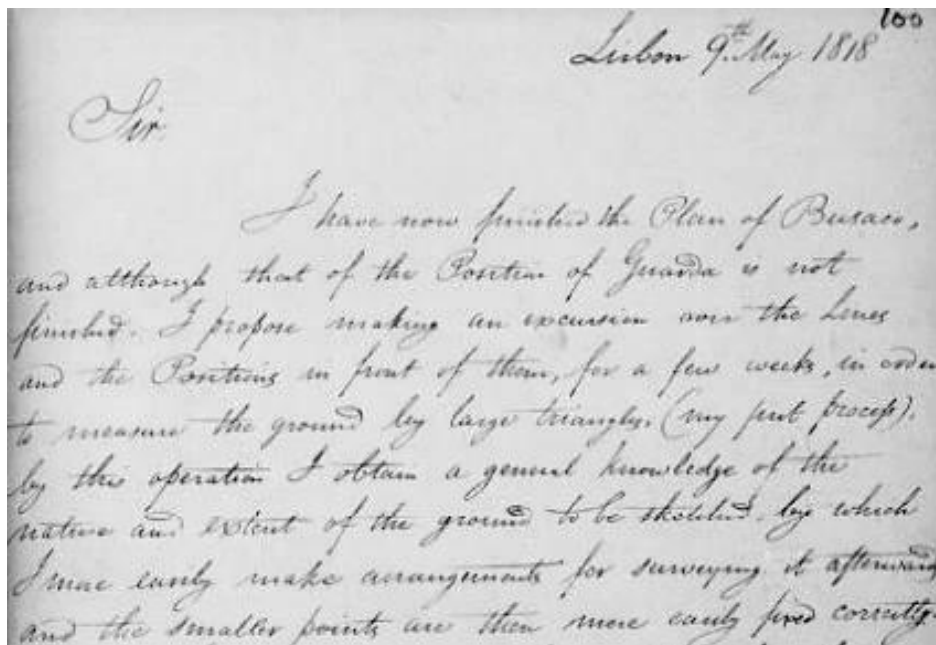 100
Lisbon 9th May 1818
Sir
I have now finished the Plan of Busaco,
and although that of the Position of Guarda is not
finished. I propose making an excursion over the Lines
and the Positions in front of them, for a few weeks, in order
to measure the ground by large triangles, (my first process).
by this operation I obtain a general knowledge of the
nature and extent of the ground to be sketched. by which
I may easily make arrangements for surveying it afterwards
and the smaller points are then more easily fixed correctly.